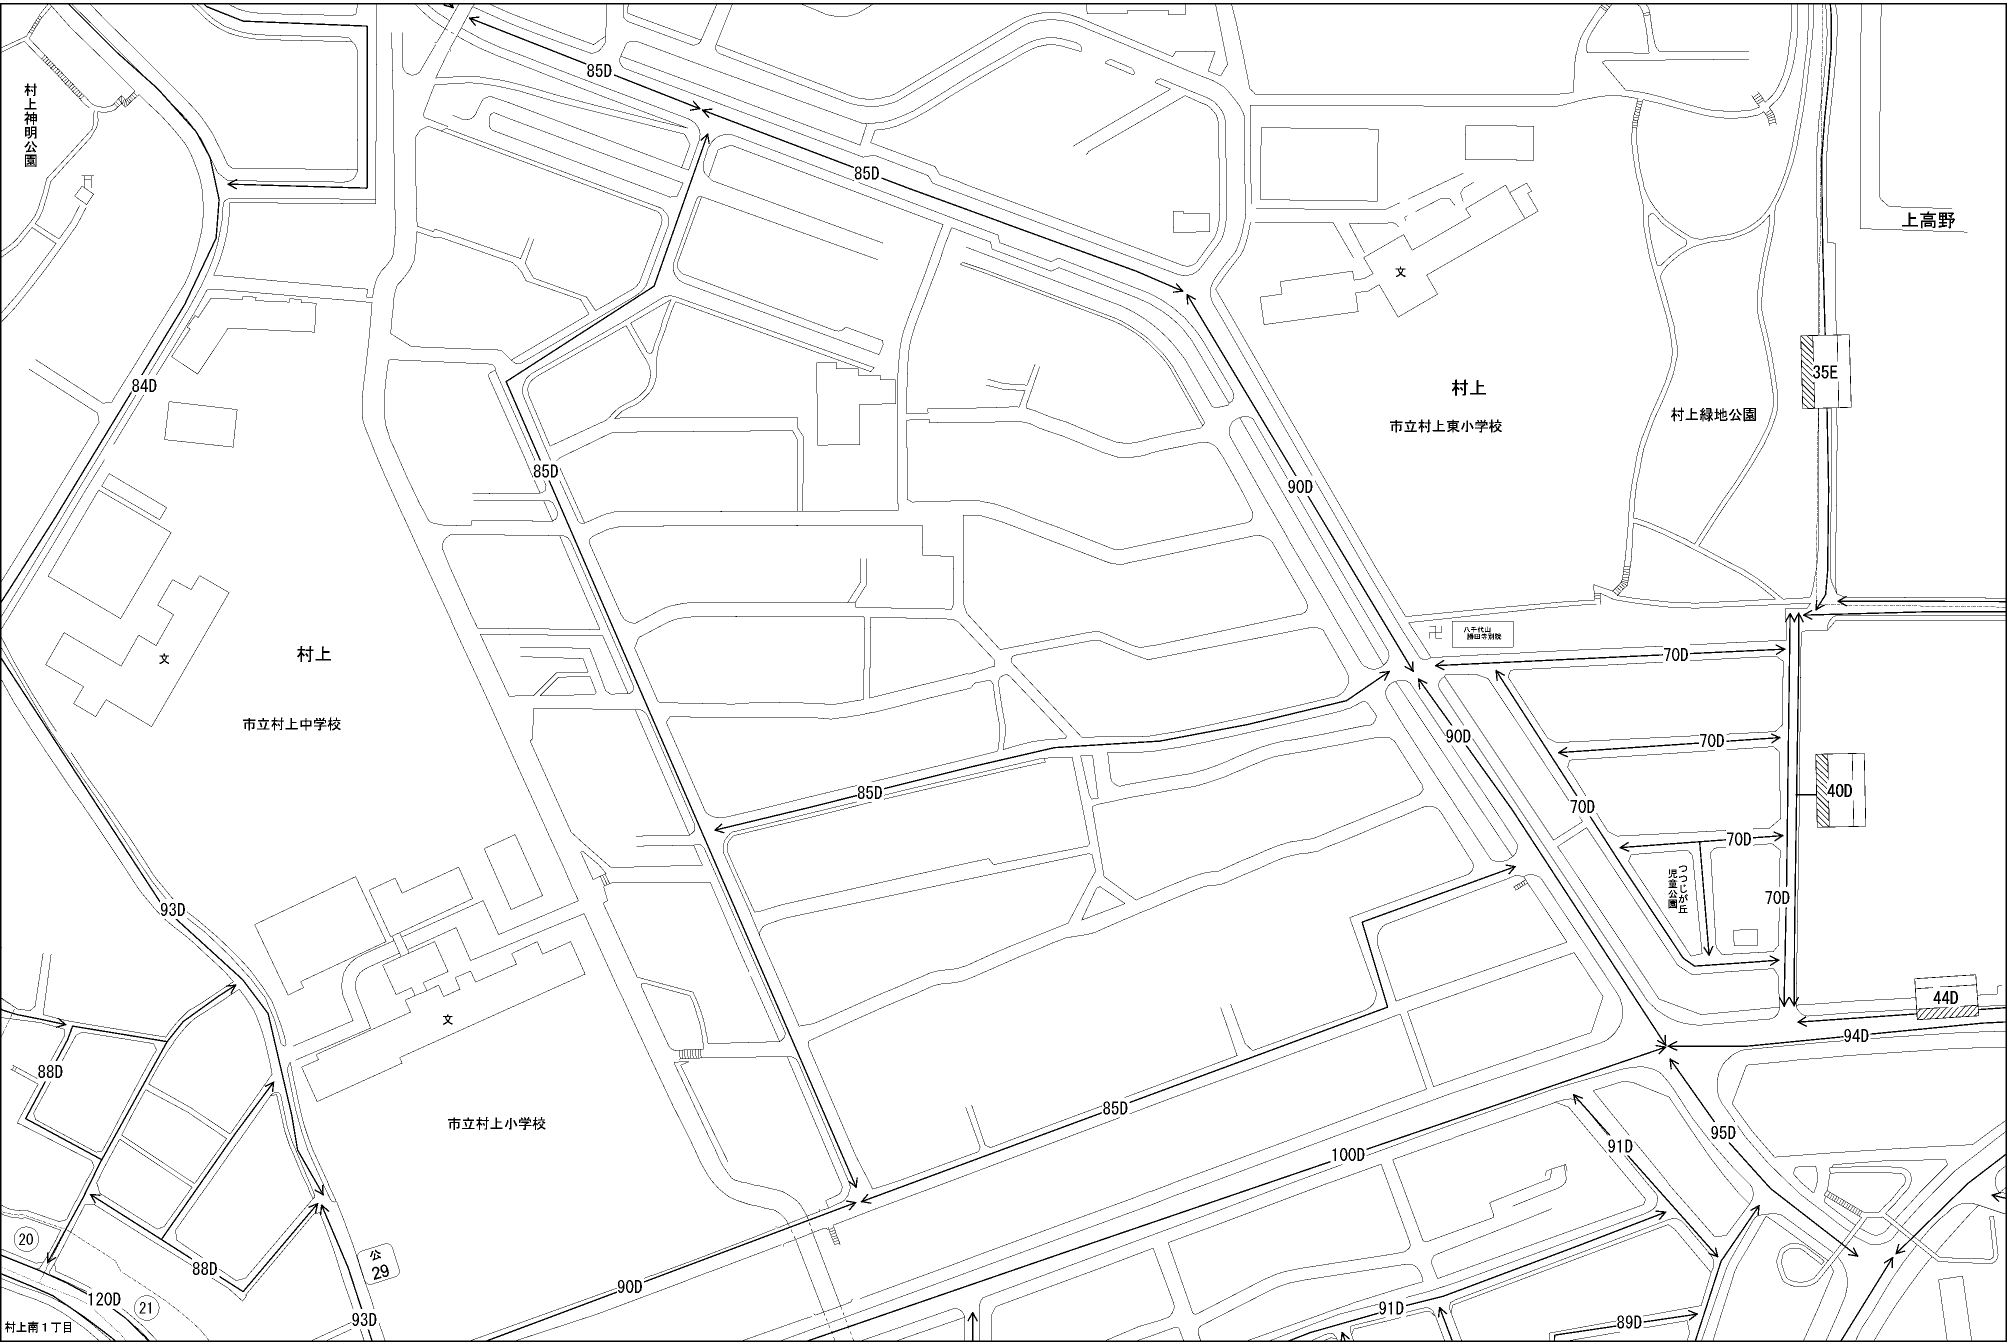 85D
村上神明公園
85D
上高野
文
35E
84D
村上
市立村上東小学校
村上緑地公園
85D
90D
八千代山
勝田寺別院
文
村上
70D
市立村上中学校
90D
70D
85D
40D
70D
70D
つつじが丘
児童公園
70D
93D
44D
文
94D
88D
85D
市立村上小学校
95D
91D
100D
20
公
29
88D
90D
120D
21
91D
93D
89D
村上南1丁目